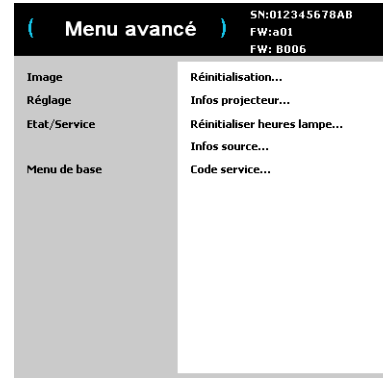 ( Menu avancé )
SN:012345678AB
FW:a01
FW: B006
Image
Réglage
Etat/Service
Menu de base
Réinitialisation...
Infos projecteur...
Réinitialiser heures lampe...
Infos source...
Code service...